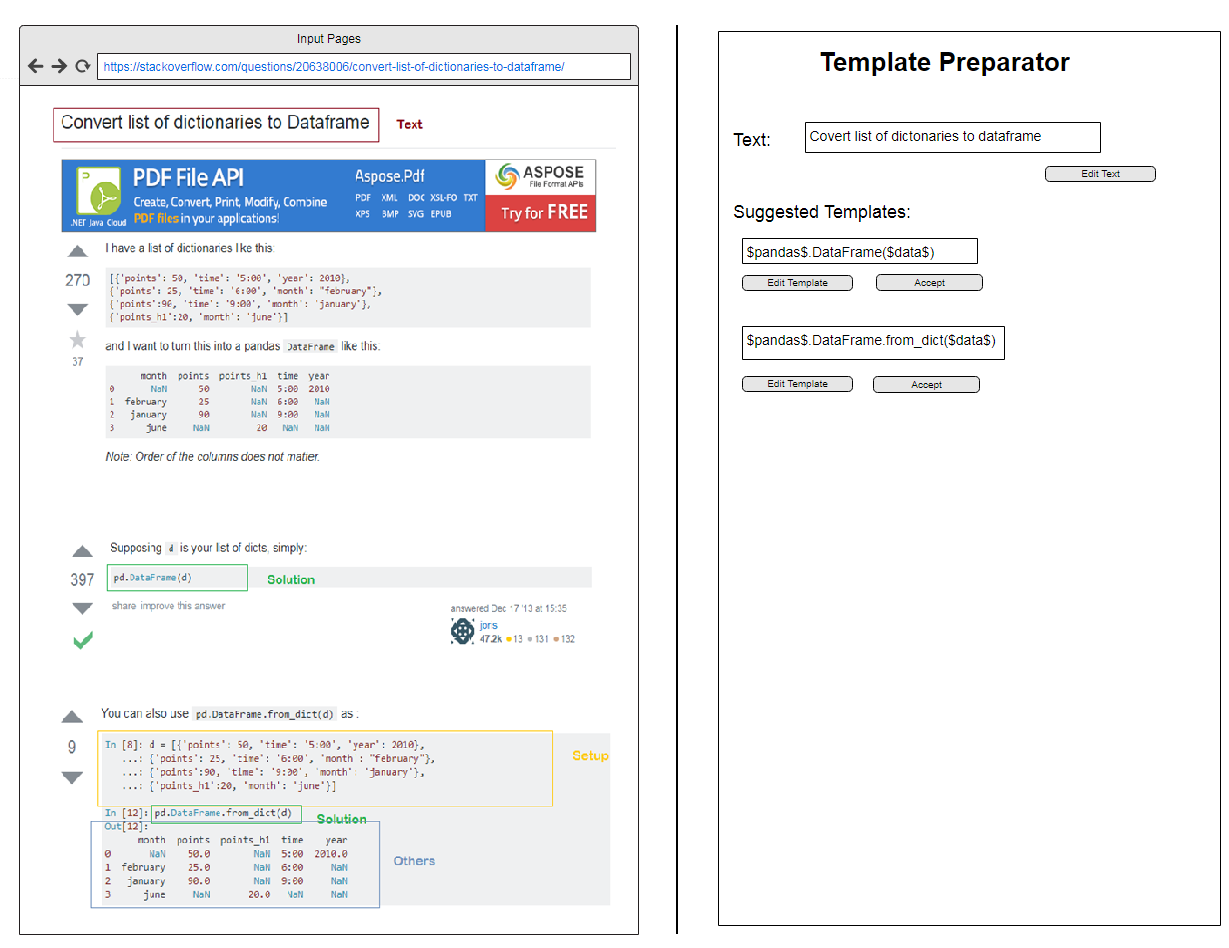 Input Pages
https://stackoverflow.com/questions/20638006/convert-list-of-dictionaries-to-dataframe/
Convert list of dictionaries to Dataframe
Text
PDF File API
Create, Convert, Print, Modify, Combine
PDF files in your applications!
.NET Java Cloud
Aspose.Pdf
PDF XML DOC XSL-FO TXT
XPS BMP SVG EPUB
ASPOSE
File Format APIs
Try for FREE
I have a list of dictionaries like this:
270
[{'points': 50, 'time': '5:00', 'year': 2010},
{'points': 25, 'time': '6:00', 'month': "february"},
{'points':90, 'time': '9:00', 'month': 'january'},
{'points_h1':20, 'month': 'june'}]
37
and I want to turn this into a pandas DataFrame like this:
month points points_h1 time year
0 NaN 50 NaN 5:00 2010
1 february 25 NaN 6:00 NaN
2 january 90 NaN 9:00 NaN
3 june NaN 20 NaN NaN
Note: Order of the columns does not matter.
Supposing d is your list of dicts, simply:
397
pd.DataFrame(d)
Solution
share improve this answer
answered Dec 17 '13 at 15:35
joris
47.2k 13 131 132
You can also use pd.DataFrame.from_dict(d) as :
9
In [8]: d = [{'points': 50, 'time': '5:00', 'year': 2010},
...: {'points': 25, 'time': '6:00', 'month': "february"},
...: {'points':90, 'time': '9:00', 'month': 'january'},
...: {'points_h1':20, 'month': 'june'}]
Setup
In [12]: pd.DataFrame.from_dict(d)
Solution
Out[12]:
month points points_h1 time year
0 NaN 50.0 NaN 5:00 2010.0
1 february 25.0 NaN 6:00 NaN
2 january 90.0 NaN 9:00 NaN
3 june NaN 20.0 NaN NaN
Others
Template Preparator
Text:
Covert list of dictonaries to dataframe
Edit Text
Suggested Templates:
$pandas$.DataFrame($data$)
Edit Template
Accept
$pandas$.DataFrame.from_dict($data$)
Edit Template
Accept